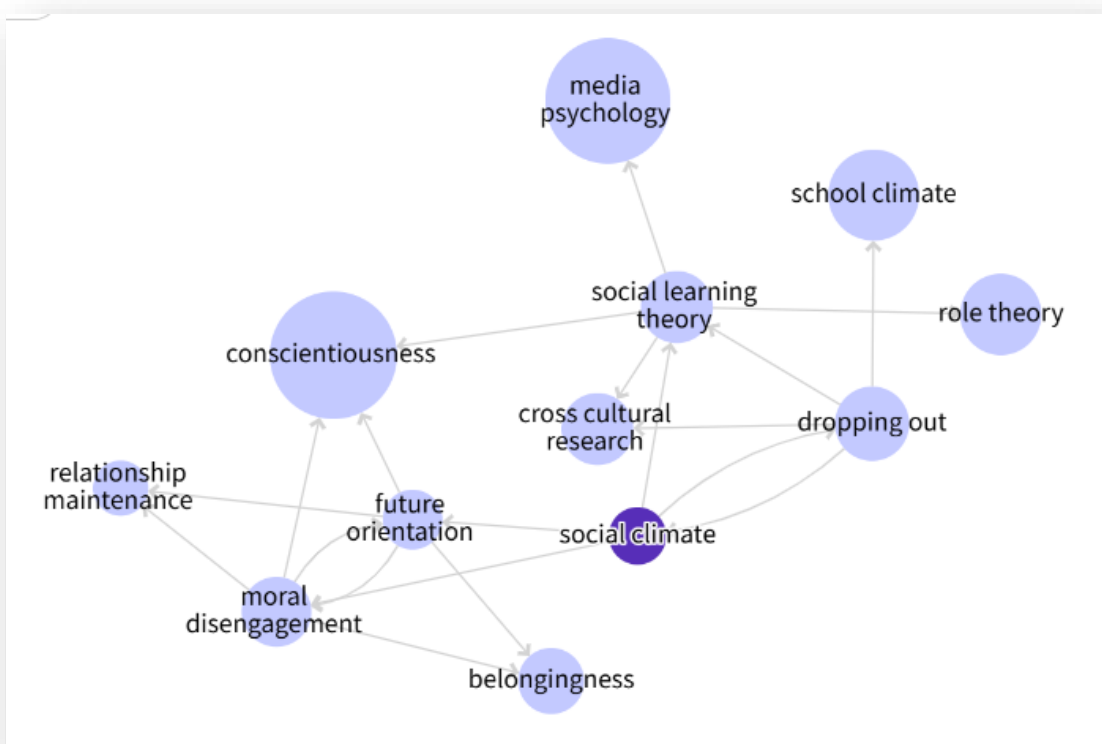 media
psychology
school climate
social learning
theory
role theory
conscientiousness
cross cultural
research
dropping out
relationship
maintenance
future
orientation
social climate
moral
disengagement
belongingness